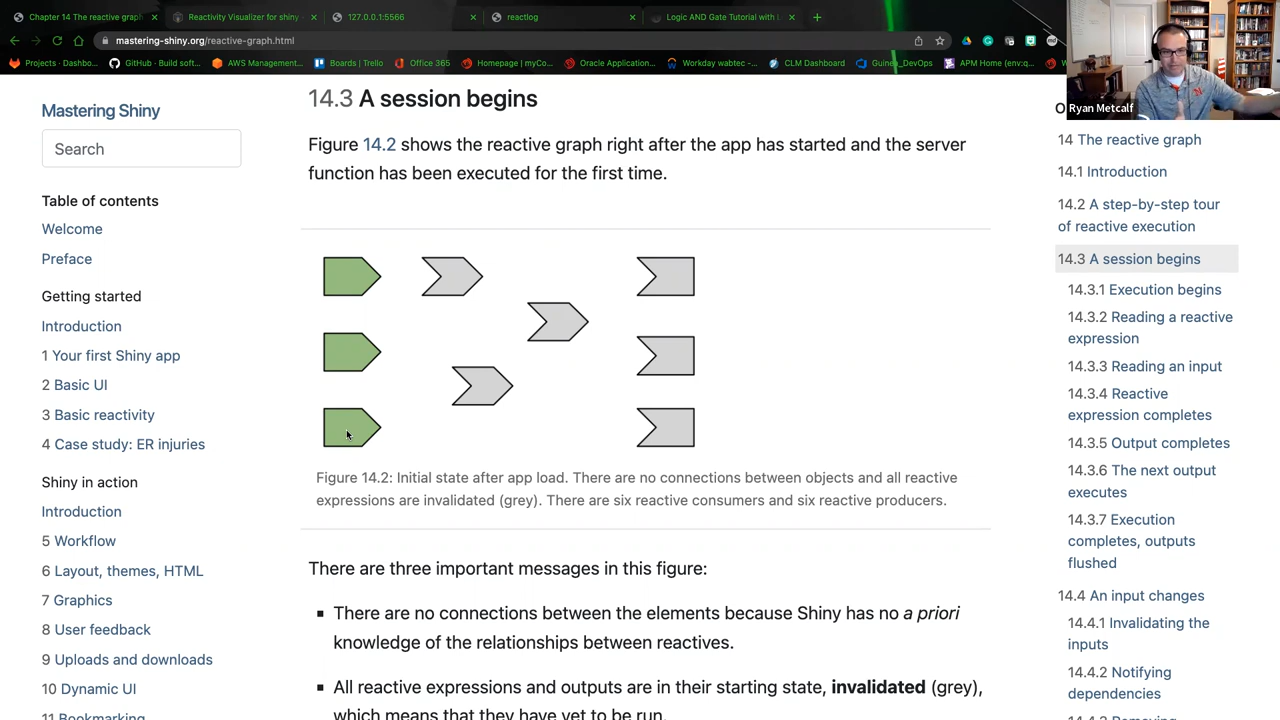 Chapter 14 The reactive graph
Reactivity Visualizer for shiny
127.0.0.1:5566
reactlog
Logic AND Gate Tutorial with L
mastering-shiny.org/reactive-graph.html
Projects · Dashbo...
GitHub · Build soft...
AWS Management...
Boards | Trello
Office 365
Homepage | myCo...
Oracle Application...
Workday wabtec -...
CLM Dashboard
Guinea_DevOps
APM Home (env:q...
Ryan Metcalf
Mastering Shiny
Search
Table of contents
Welcome
Preface
Getting started
Introduction
1 Your first Shiny app
2 Basic UI
3 Basic reactivity
4 Case study: ER injuries
Shiny in action
Introduction
5 Workflow
6 Layout, themes, HTML
7 Graphics
8 User feedback
9 Uploads and downloads
10 Dynamic UI
11 Bookmarking
14.3 A session begins
Figure 14.2 shows the reactive graph right after the app has started and the server
function has been executed for the first time.
Figure 14.2: Initial state after app load. There are no connections between objects and all reactive
expressions are invalidated (grey). There are six reactive consumers and six reactive producers.
There are three important messages in this figure:
There are no connections between the elements because Shiny has no a priori
knowledge of the relationships between reactives.
All reactive expressions and outputs are in their starting state, invalidated (grey),
which means that they have yet to be run.
14 The reactive graph
14.1 Introduction
14.2 A step-by-step tour
of reactive execution
14.3 A session begins
14.3.1 Execution begins
14.3.2 Reading a reactive
expression
14.3.3 Reading an input
14.3.4 Reactive
expression completes
14.3.5 Output completes
14.3.6 The next output
executes
14.3.7 Execution
completes, outputs
flushed
14.4 An input changes
14.4.1 Invalidating the
inputs
14.4.2 Notifying
dependencies